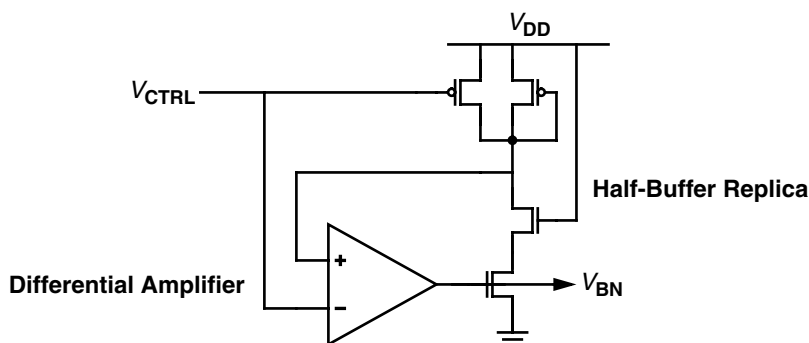 VDD
VCTRL
Half-Buffer Replica
+
Differential Amplifier
-
VBN